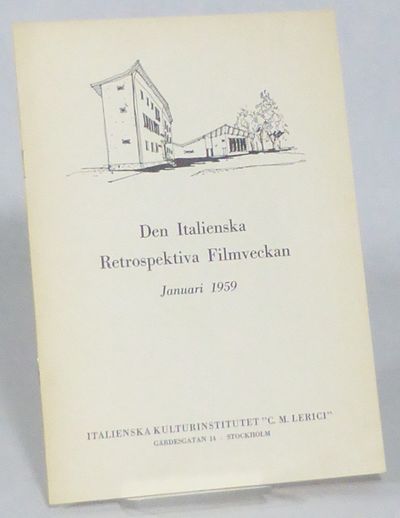 Den Italienska
Retrospektiva Filmveckan
Januari 1959
ITALIENSKA KULTURINSTITUTET "C. M. LERICI"
GÄRDESGATAN 14 - STOCKHOLM